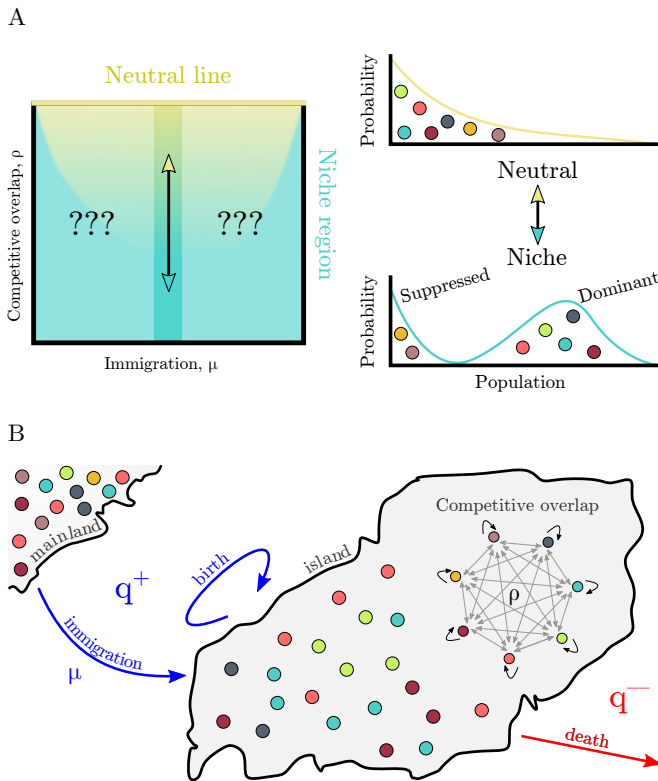 A
Neutral line
Competitive overlap, ρ
???
???
Niche region
Immigration, μ
Probability
Neutral
Niche
Probability
Suppressed
Dominant
Population
B
mainland
q⁺
birth
island
immigration
μ
Competitive overlap
ρ
q⁻
death